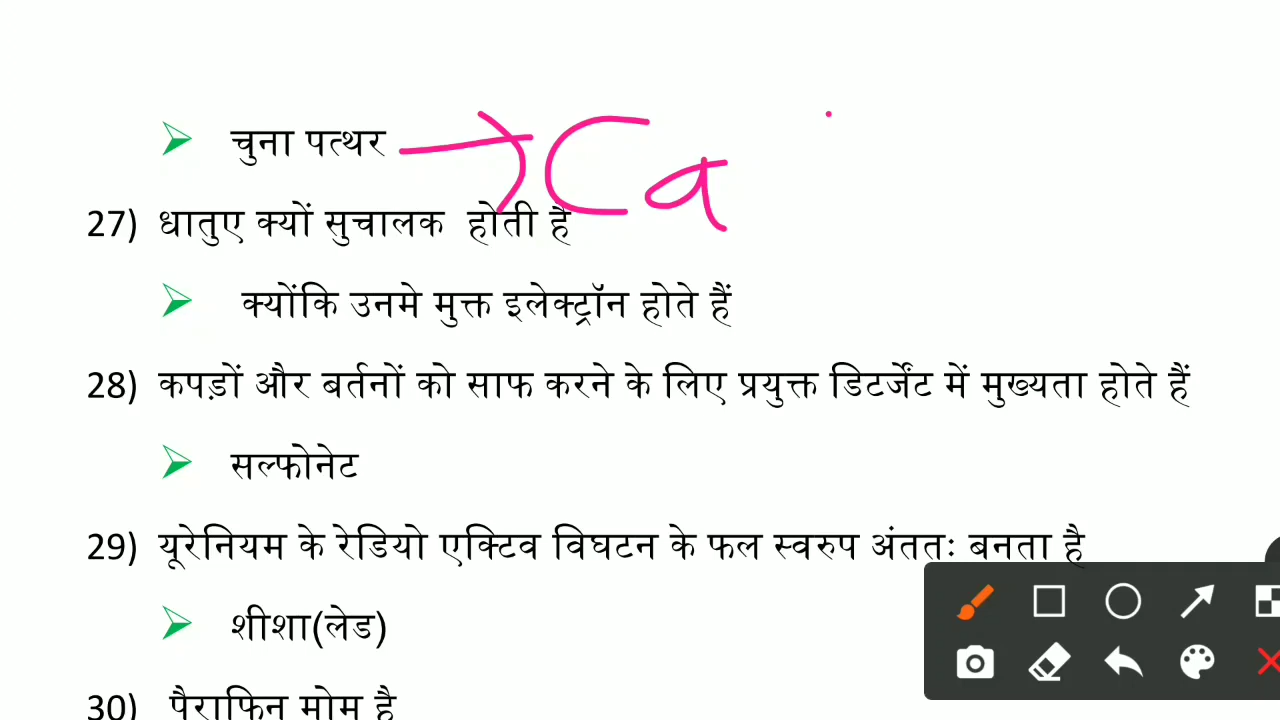 चुना पत्थर → Ca
27) धातुए क्यों सुचालक होती है
क्योंकि उनमे मुक्त इलेक्ट्रॉन होते हैं
28) कपड़ों और बर्तनों को साफ करने के लिए प्रयुक्त डिटर्जेंट में मुख्यता होते हैं
सल्फोनेट
29) यूरेनियम के रेडियो एक्टिव विघटन के फल स्वरुप अंततः बनता है
शीशा(लेड)
30) पैराफिन मोम है